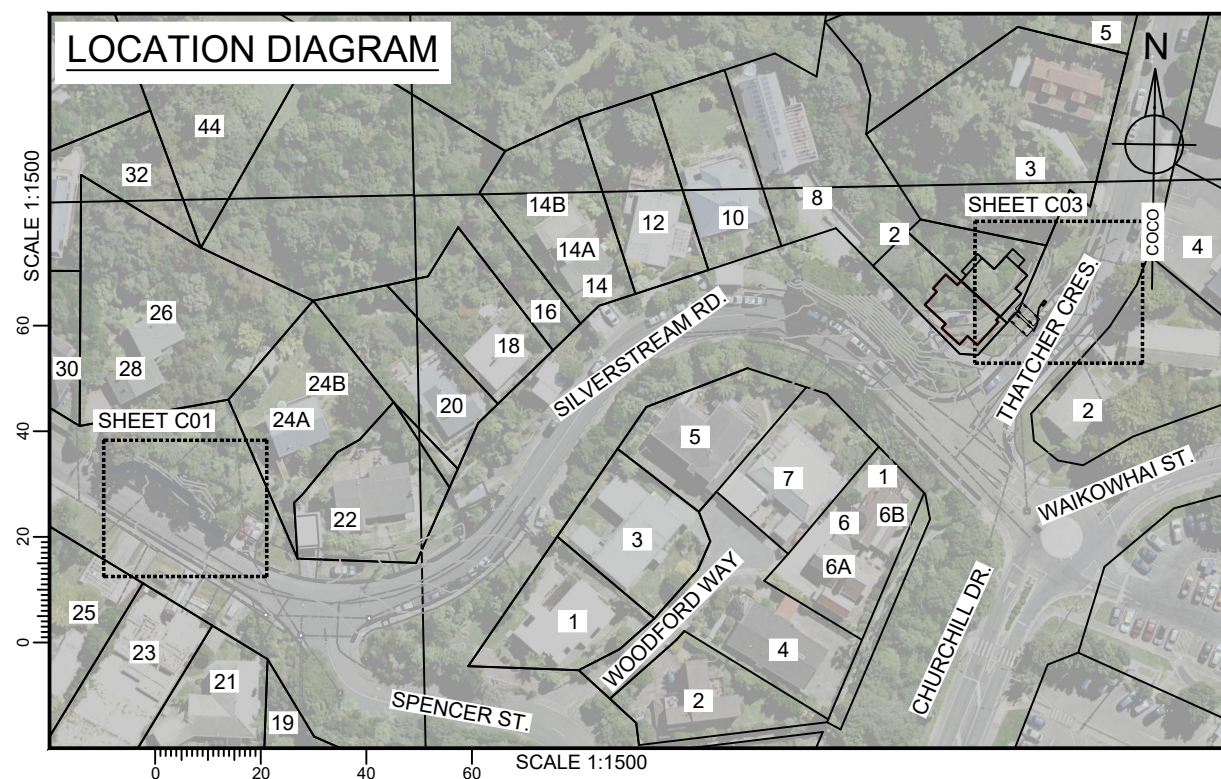 LOCATION DIAGRAM
5
N
44
32
3
SHEET C03
14B
12
10
8
2
COCO
4
14A
14
SCALE 1:1500
26
16
18
THATCHER CRES.
60
30
28
24B
20
SILVERSTREAM RD.
2
SHEET C01
24A
40
5
7
1
WAIKOWHAI ST.
22
6
6B
20
3
6A
25
0
1
WOODFORD WAY
4
CHURCHILL DR.
23
21
2
19
SPENCER ST.
0
20
40
60
SCALE 1:1500